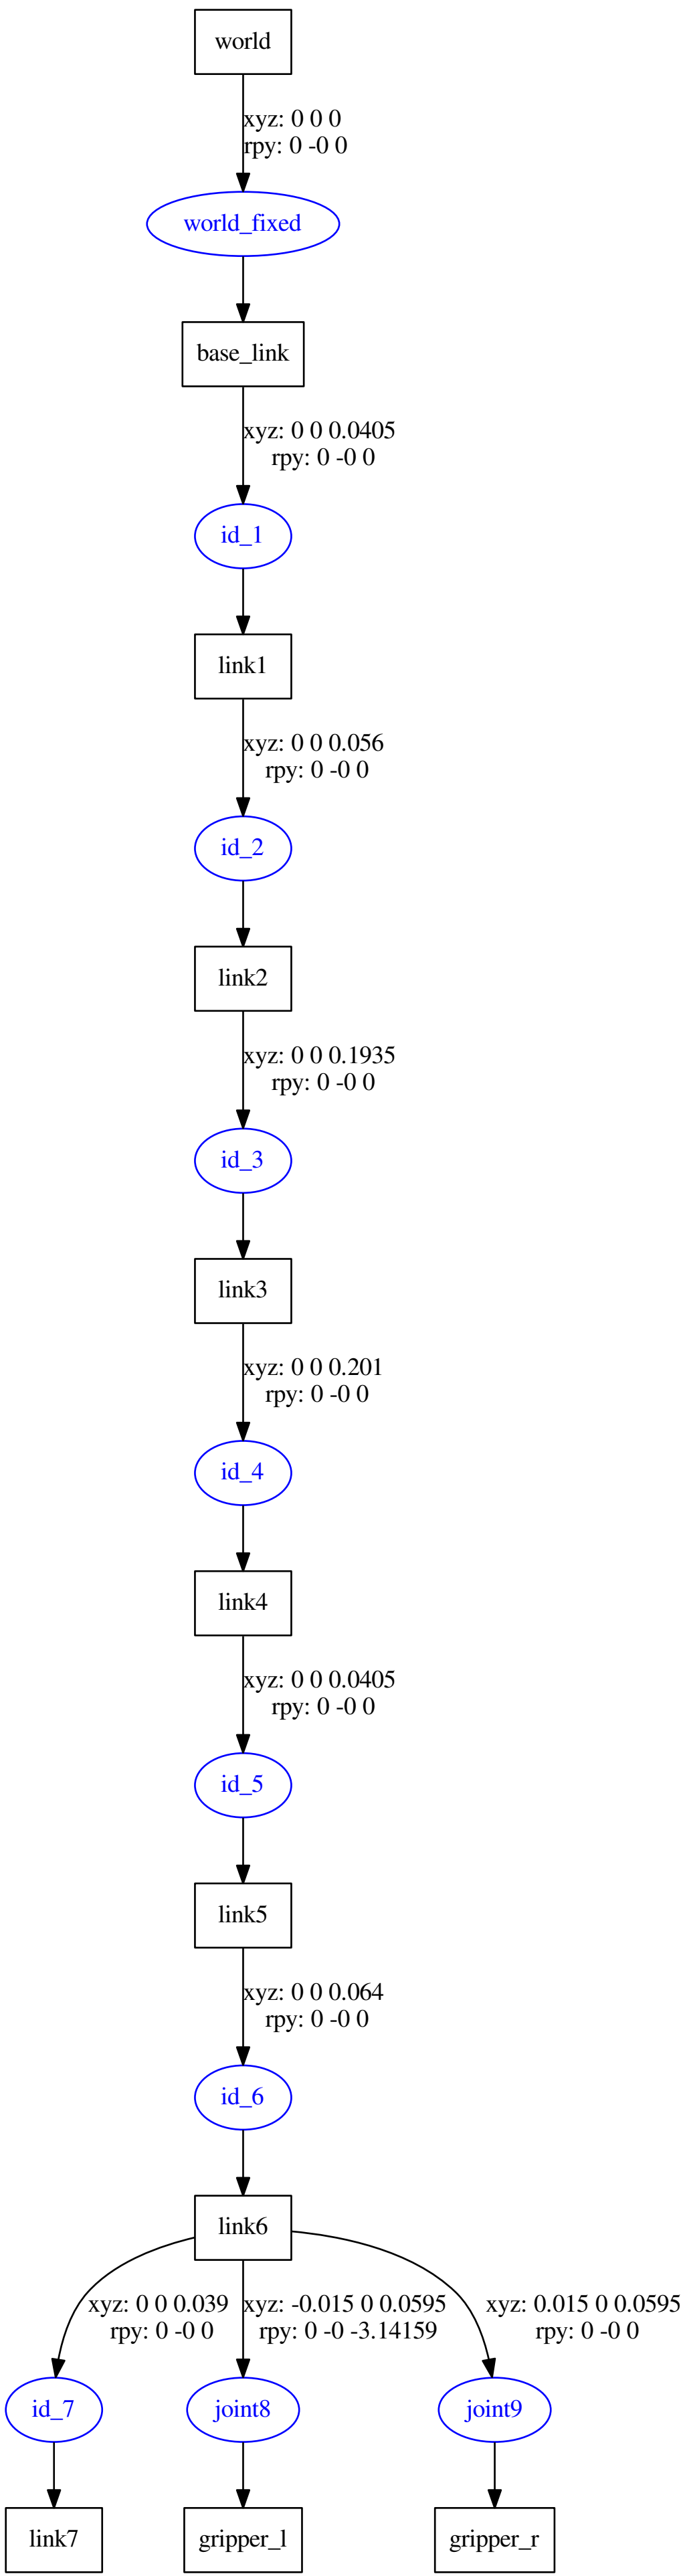 world
xyz: 0 0 0
rpy: 0 -0 0
world_fixed
base_link
xyz: 0 0 0.0405
rpy: 0 -0 0
id_1
link1
xyz: 0 0 0.056
rpy: 0 -0 0
id_2
link2
xyz: 0 0 0.1935
rpy: 0 -0 0
id_3
link3
xyz: 0 0 0.201
rpy: 0 -0 0
id_4
link4
xyz: 0 0 0.0405
rpy: 0 -0 0
id_5
link5
xyz: 0 0 0.064
rpy: 0 -0 0
id_6
link6
xyz: 0 0 0.039
rpy: 0 -0 0
xyz: -0.015 0 0.0595
rpy: 0 -0 -3.14159
xyz: 0.015 0 0.0595
rpy: 0 -0 0
id_7
joint8
joint9
link7
gripper_l
gripper_r